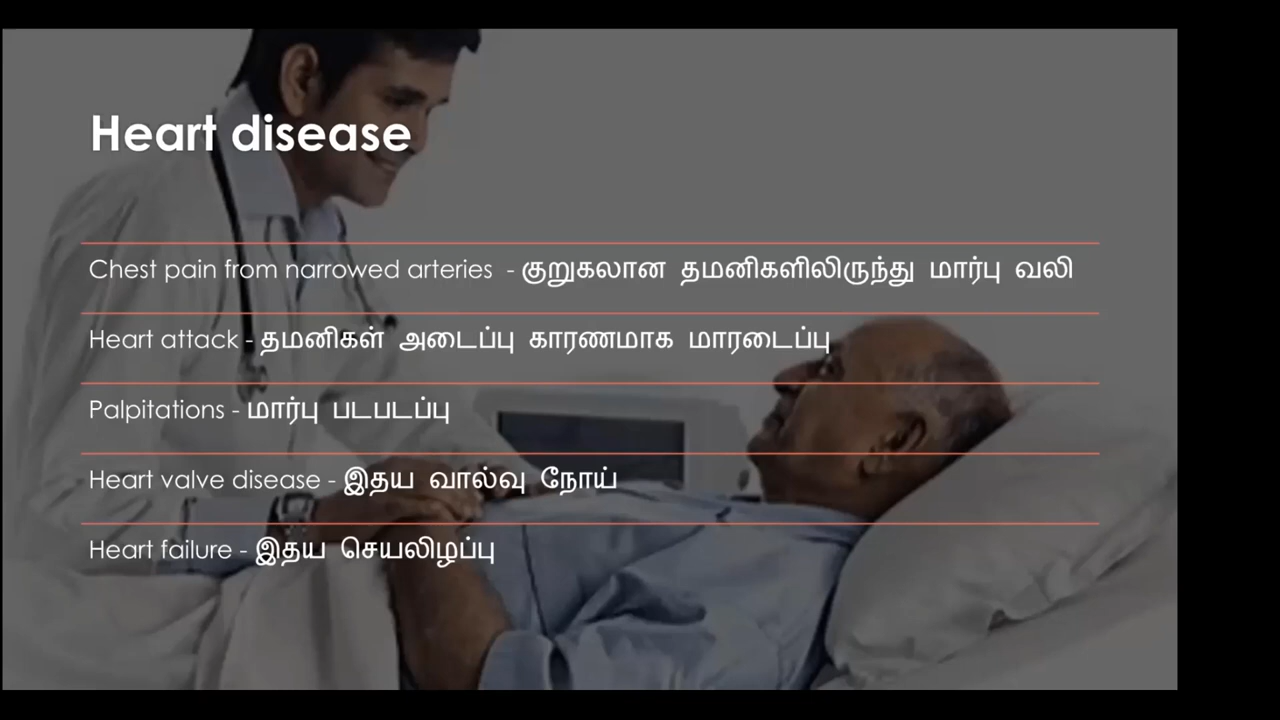 Heart disease
Chest pain from narrowed arteries - குறுகலான தமனிகளிலிருந்து மார்பு வலி
Heart attack - தமனிகள் அடைப்பு காரணமாக மாரடைப்பு
Palpitations - மார்பு படபடப்பு
Heart valve disease - இதய வால்வு நோய்
Heart failure - இதய செயலிழப்பு